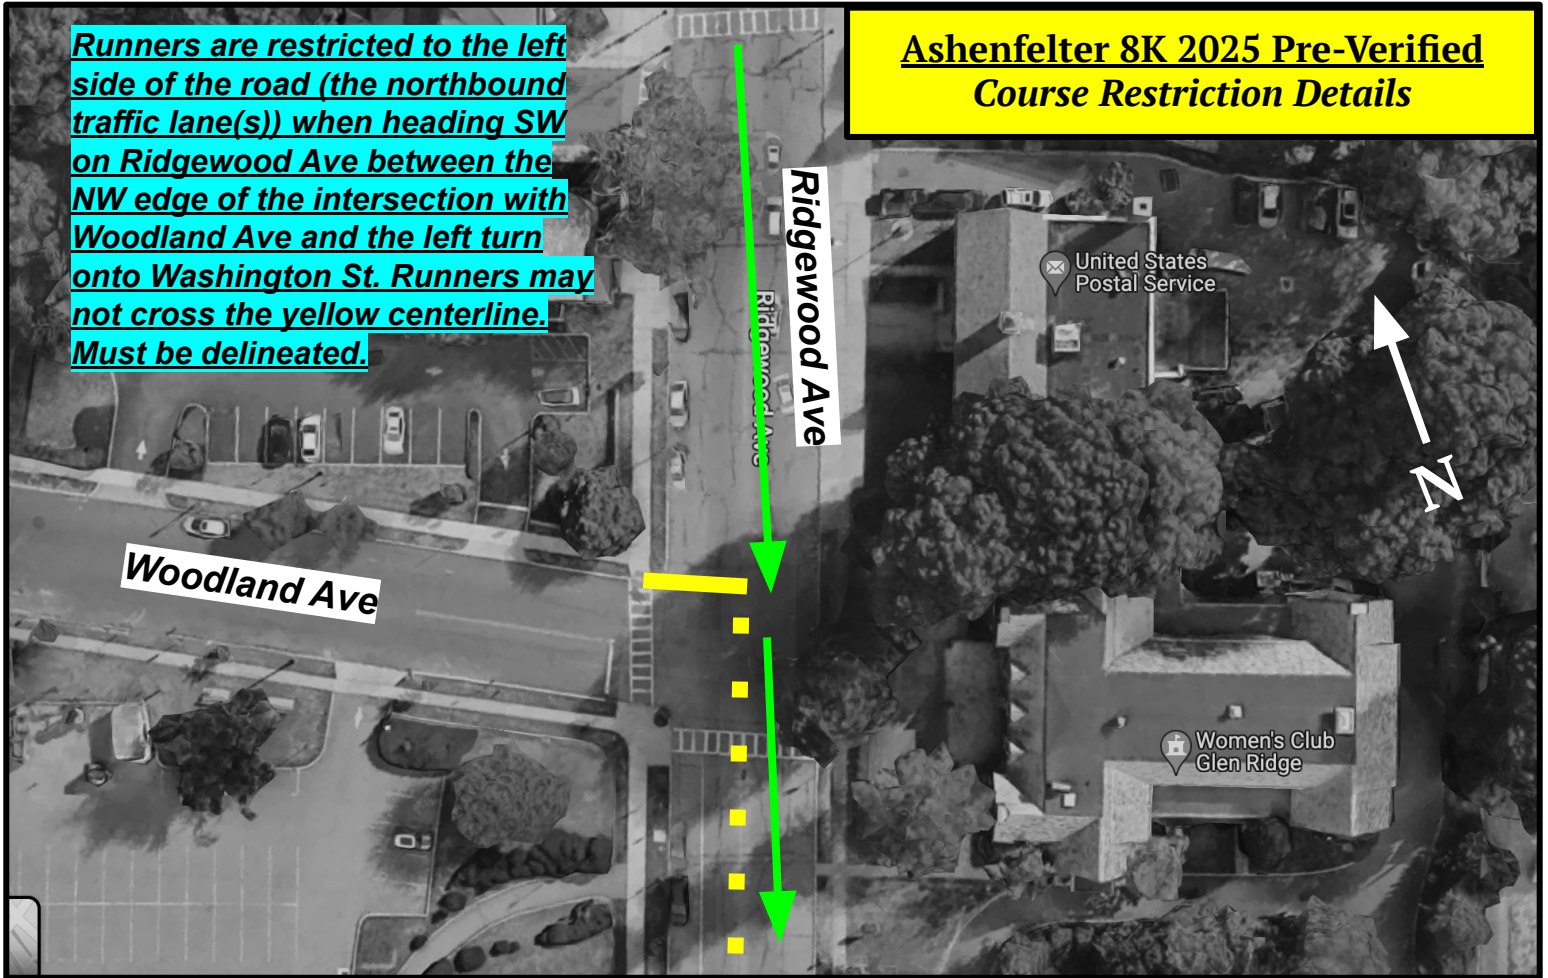 Runners are restricted to the left
side of the road (the northbound
traffic lane(s)) when heading SW
on Ridgewood Ave between the
NW edge of the intersection with
Woodland Ave and the left turn
onto Washington St. Runners may
not cross the yellow centerline.
Must be delineated.
Ashenfelter 8K 2025 Pre-Verified
Course Restriction Details
Ridgewood Ave
Ridgewood Ave
United States
Postal Service
N
Woodland Ave
Women's Club
Glen Ridge